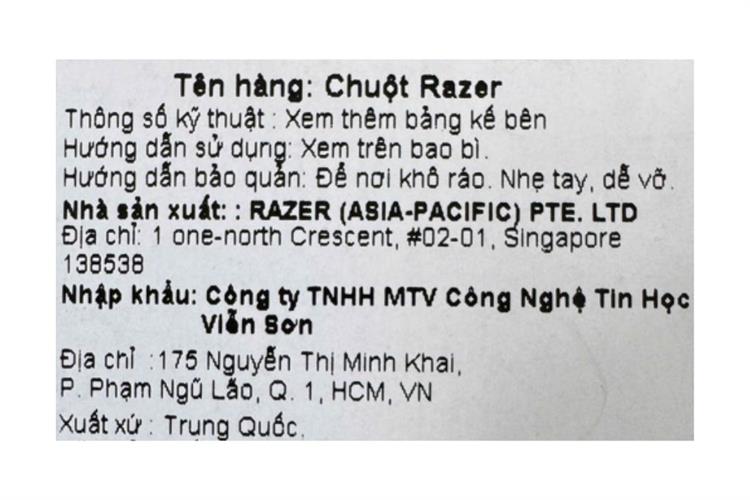 Tên hàng: Chuột Razer
Thông số kỹ thuật : Xem thêm bảng kế bên
Hướng dẫn sử dụng: Xem trên bao bì.
Hướng dẫn bảo quản: Để nơi khô ráo. Nhẹ tay, dễ vỡ.
Nhà sản xuất: : RAZER (ASIA-PACIFIC) PTE. LTD
Địa chỉ: 1 one-north Crescent, #02-01, Singapore
138538
Nhập khẩu: Công ty TNHH MTV Công Nghệ Tin Học
Viễn Sơn
Địa chỉ :175 Nguyễn Thị Minh Khai,
P. Phạm Ngũ Lão, Q. 1, HCM, VN
Xuất xứ : Trung Quốc.